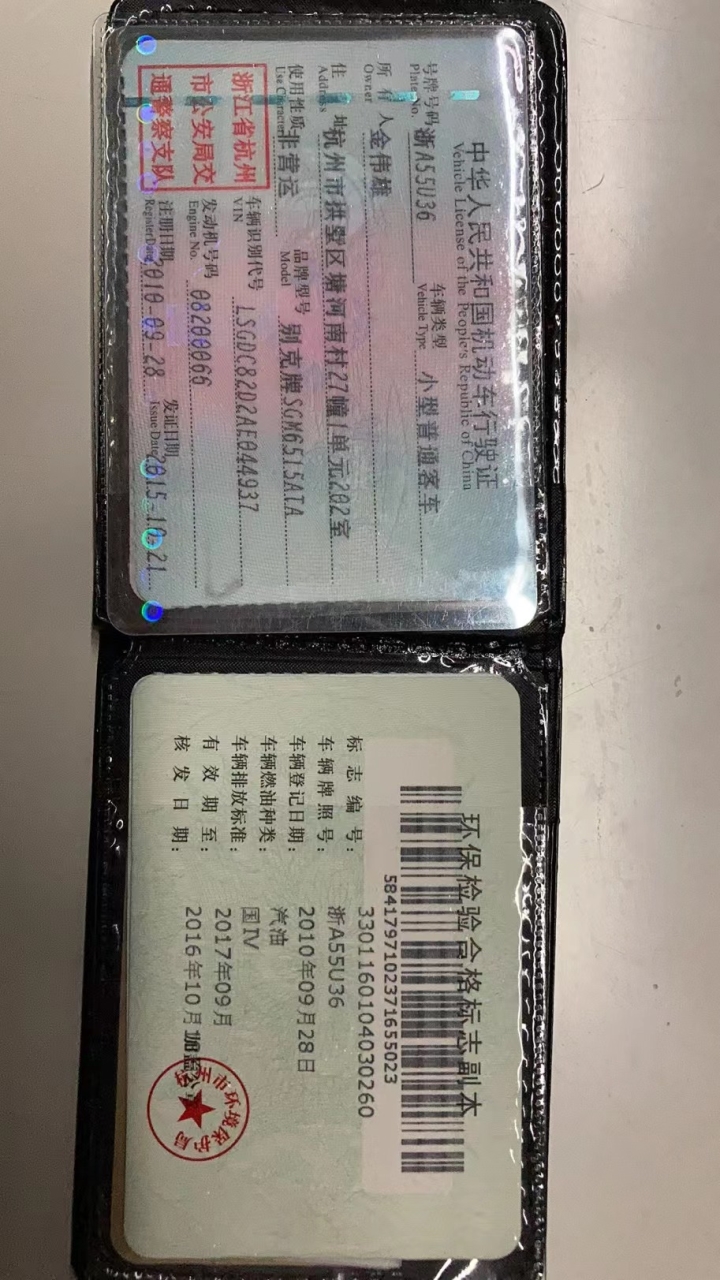 中华人民共和国机动车行驶证
Vehicle License of the People's Republic of China
号牌号码 浙A55U36 车辆类型 小型普通客车
Plate No. Vehicle Type
所有人 金伟雄
Owner
住址 杭州市拱墅区塘河南村27幢1单元202室
Address
使用性质 非营运 品牌型号 别克牌SGM6515ATA
Use Character Model
浙江省杭州
市公安局交
通警察支队
车辆识别代号 LSGDC82D2AE044937
VIN
发动机号码 08200066
Engine No.
注册日期 2010-09-28 发证日期 2015-10-21
Register Date Issue Date
环保检验合格标志副本
5841797102371655023
标志编号: 330116010403026​0
车辆牌照号: 浙A55U36
车辆登记日期: 2010年09月28日
车辆燃油种类: 汽油
车辆排放标准: 国IV
有效期至: 2017年09月
核发日期: 2016年10月
市环境保护局